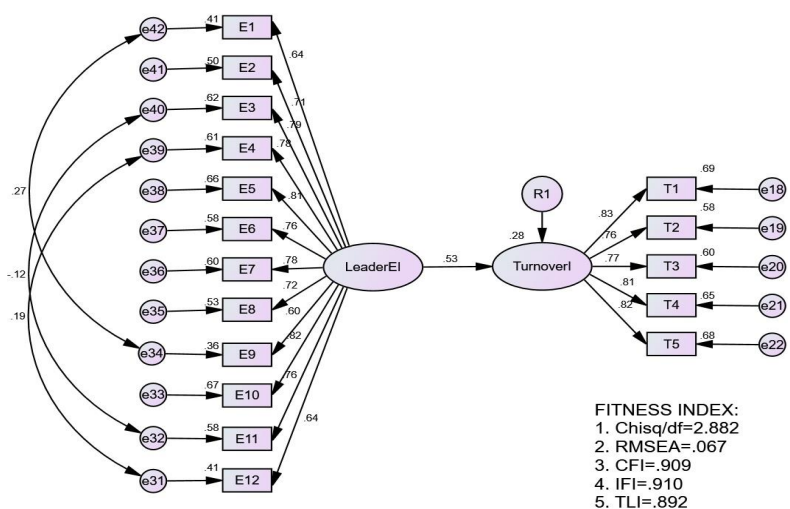 e42 .41 E1
.64
e41 .50 E2
.71
e40 .62 E3
.79
e39 .61 E4
.78
e38 .66 E5
.81
e37 .58 E6
.76
e36 .60 E7
.78
e35 .53 E8
.72
e34 .36 E9
.60
e33 .67 E10
.82
e32 .58 E11
.76
e31 .41 E12
.64
.27
-.12
.19
LeaderEI
.53
R1
.28
TurnoverI
.83 T1 .69 e18
.76 T2 .58 e19
.77 T3 .60 e20
.81 T4 .65 e21
.82 T5 .68 e22
FITNESS INDEX:
1. Chisq/df=2.882
2. RMSEA=.067
3. CFI=.909
4. IFI=.910
5. TLI=.892